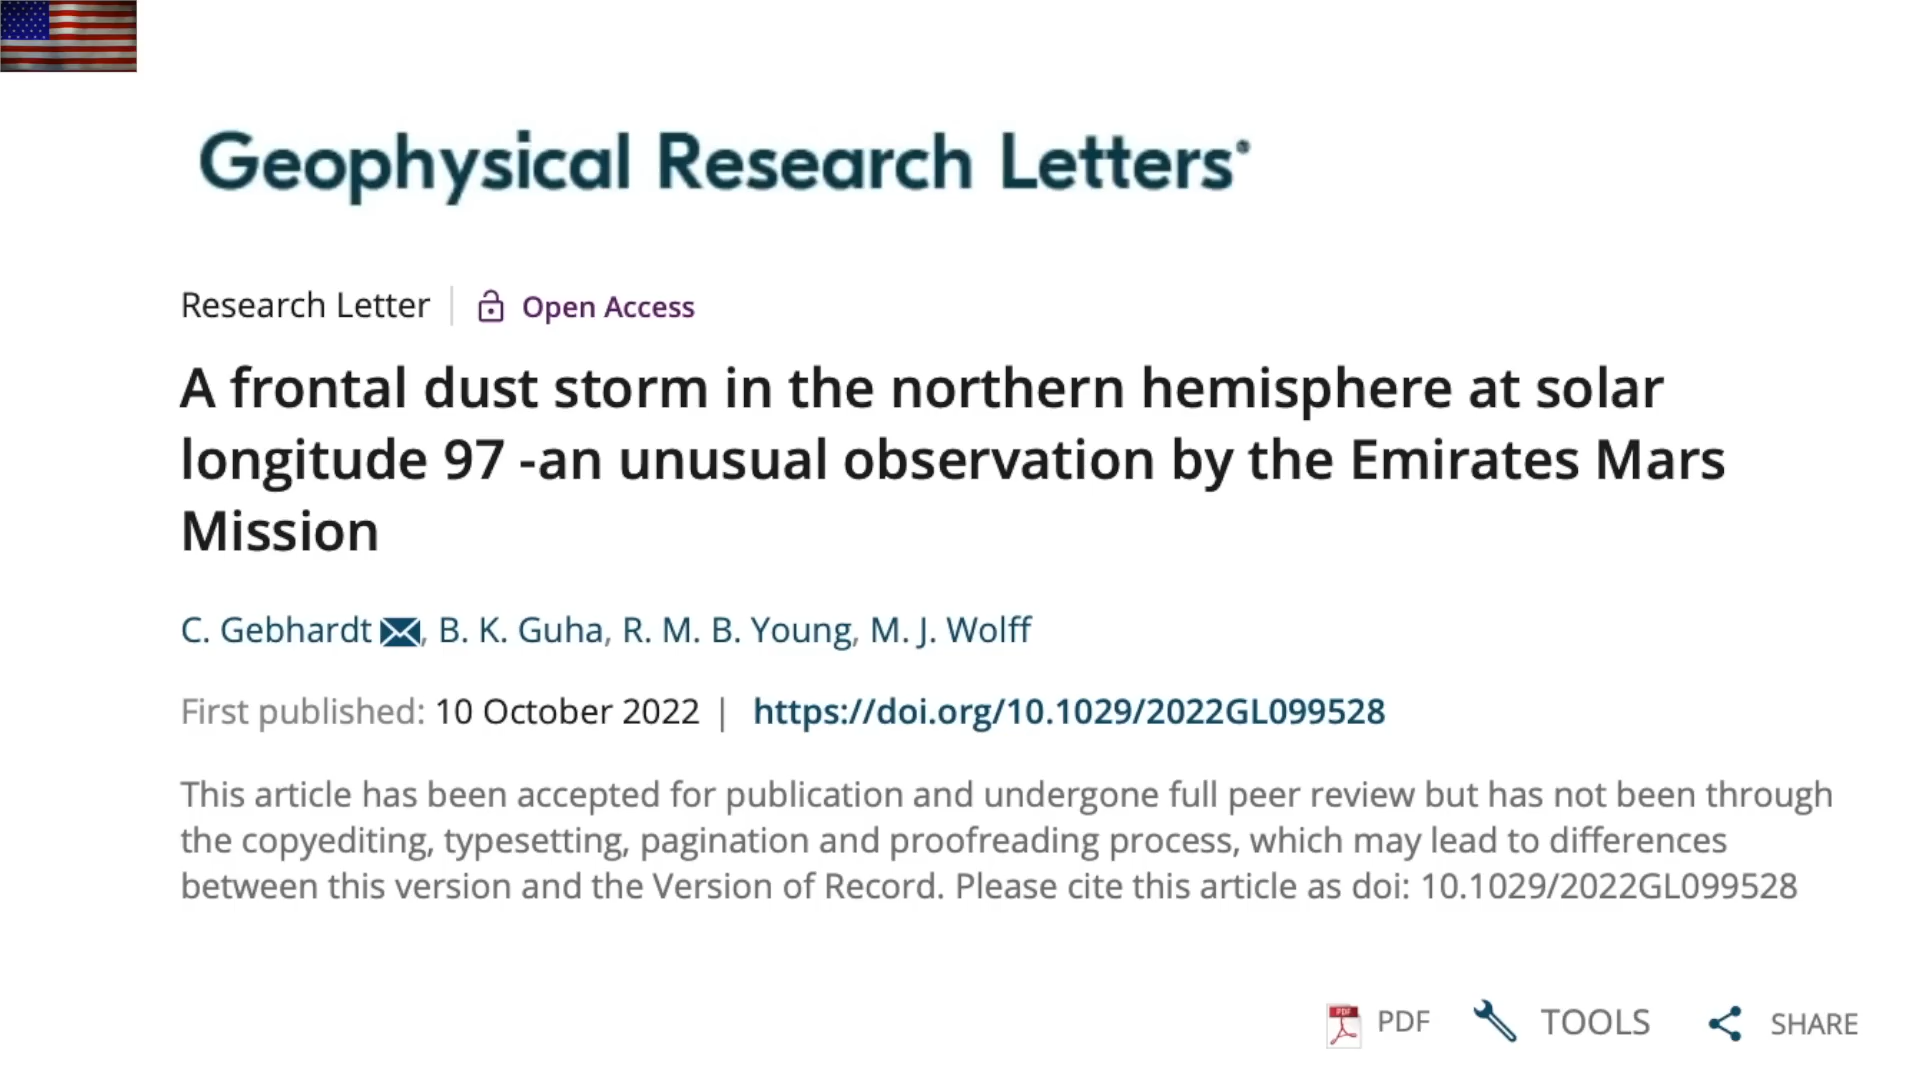 Geophysical Research Letters®
Research Letter | Open Access
A frontal dust storm in the northern hemisphere at solar
longitude 97 -an unusual observation by the Emirates Mars
Mission
C. Gebhardt, B. K. Guha, R. M. B. Young, M. J. Wolff
First published: 10 October 2022 | https://doi.org/10.1029/2022GL099528
This article has been accepted for publication and undergone full peer review but has not been through
the copyediting, typesetting, pagination and proofreading process, which may lead to differences
between this version and the Version of Record. Please cite this article as doi: 10.1029/2022GL099528
PDF PDF TOOLS SHARE